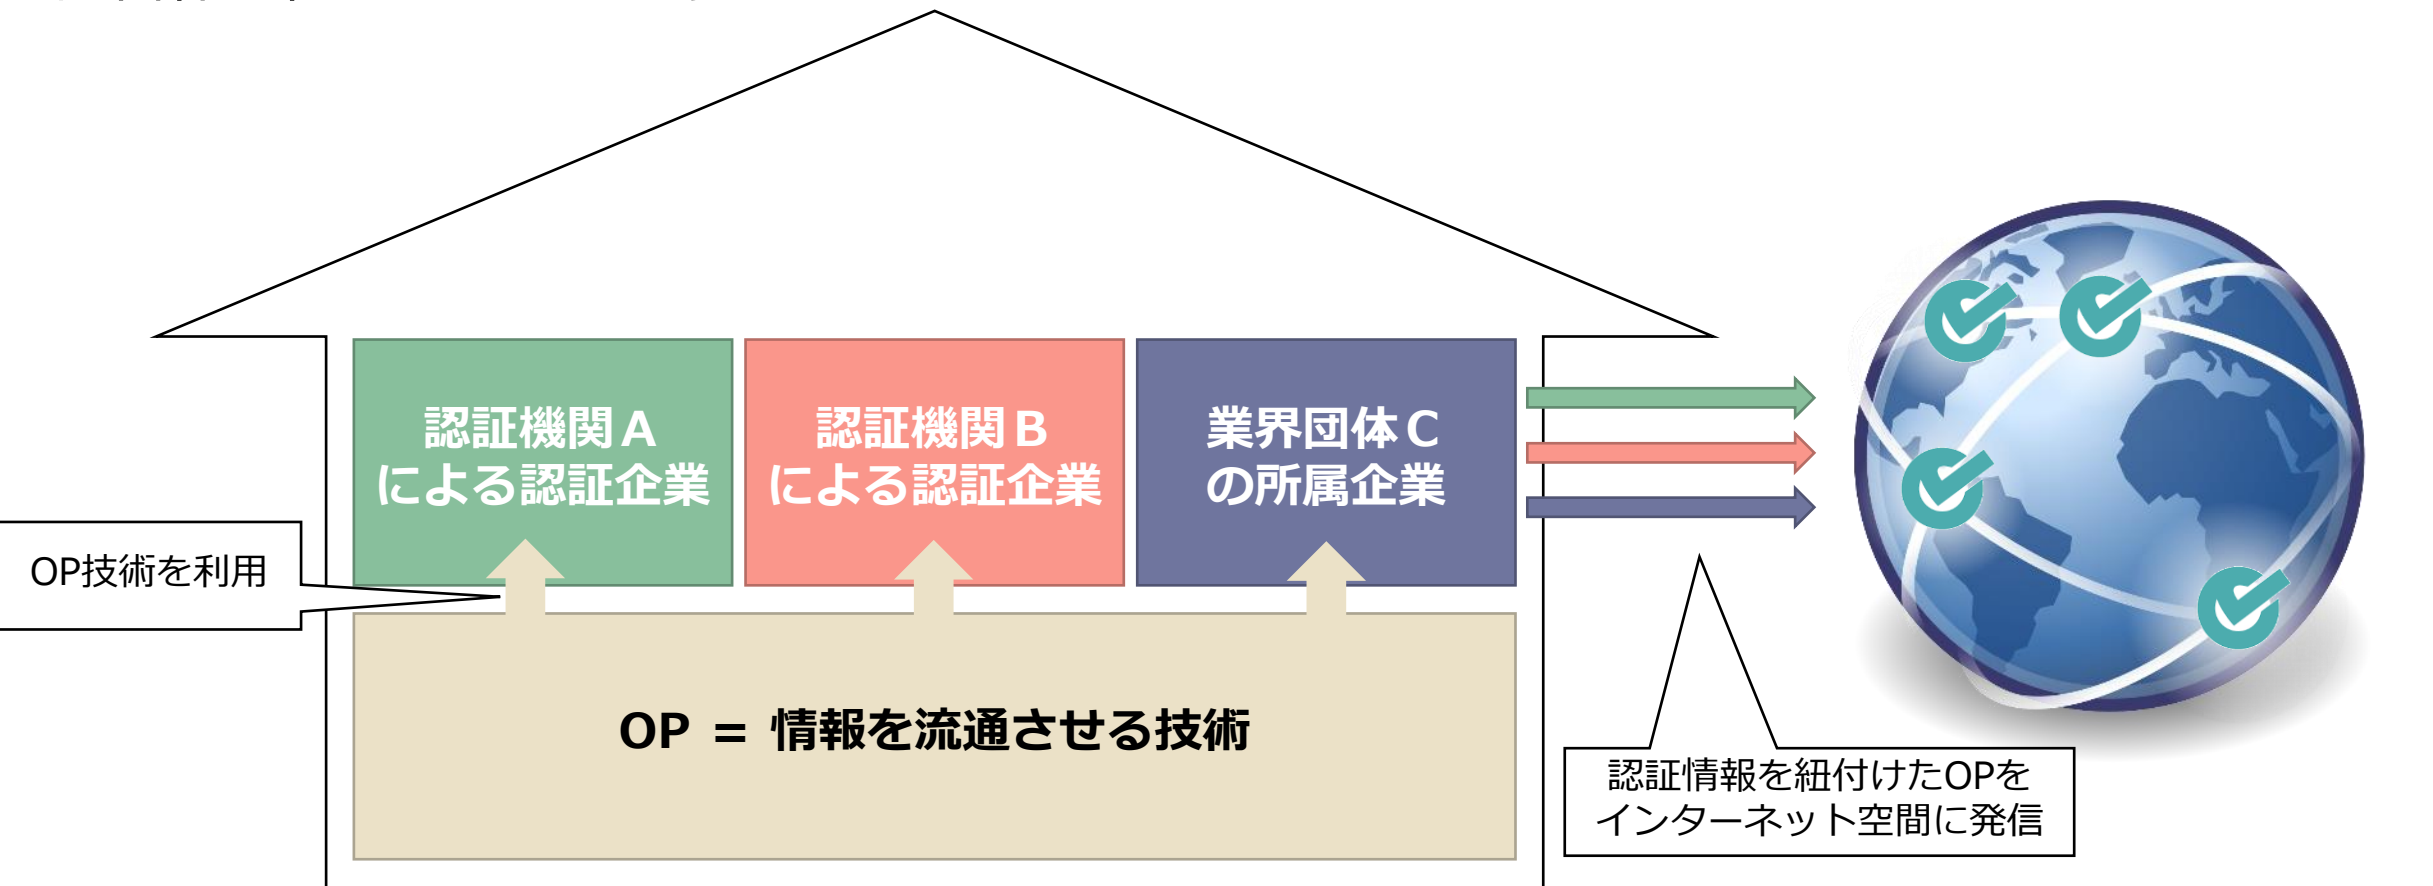 認証機関A
による認証企業
認証機関B
による認証企業
業界団体C
の所属企業
OP技術を利用
OP = 情報を流通させる技術
認証情報を紐付けたOPを
インターネット空間に発信